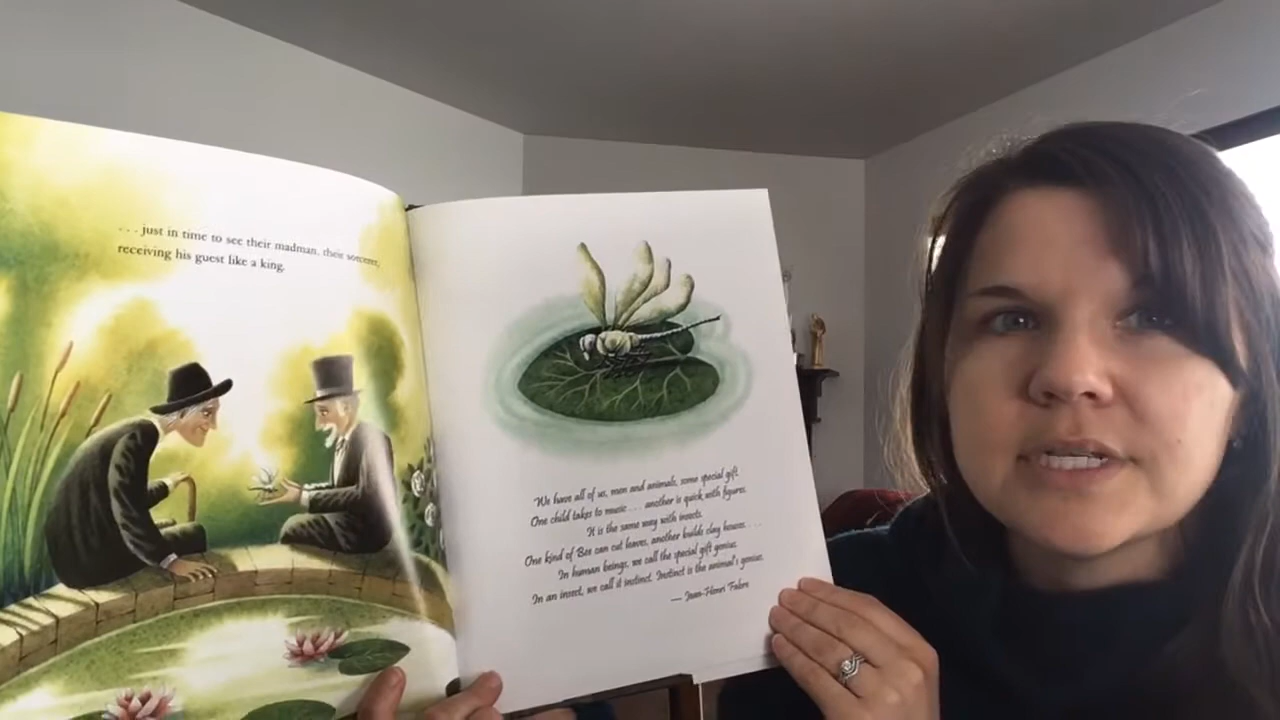 . . . just in time to see their madman, their sorcerer,
receiving his guest like a king.
"We have all of us, men and animals, some special gift.
One child takes to music . . . another is quick with figures.
It is the same way with insects.
One kind of Bee can cut leaves, another builds clay houses. . . .
In human beings, we call the special gift genius.
In an insect, we call it instinct. Instinct is the animal's genius.
— Jean-Henri Fabre